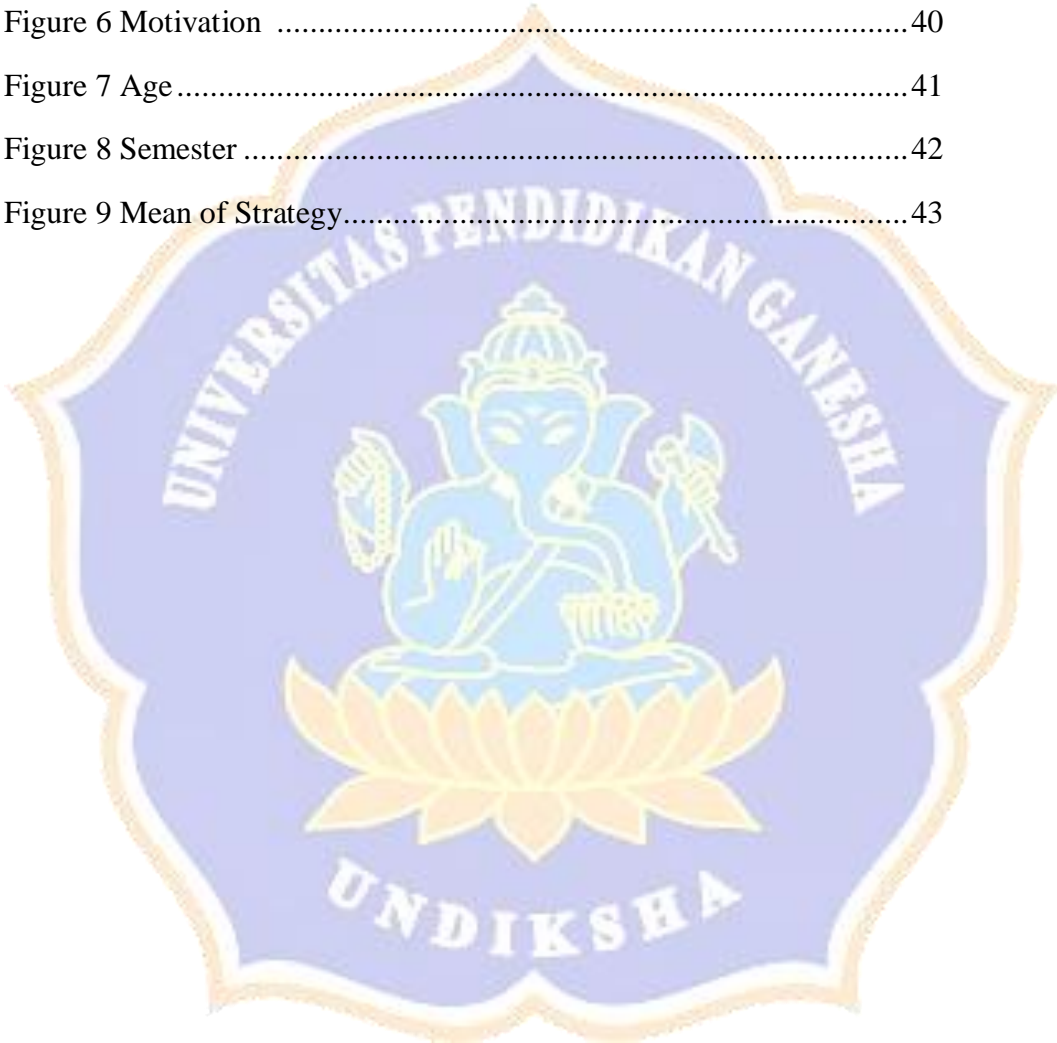 Figure 6 Motivation ................................................................................40
Figure 7 Age............................................................................................41
Figure 8 Semester ...................................................................................42
Figure 9 Mean of Strategy.......................................................................43
UNIVERSITAS PENDIDIKAN GANESHA
UNDIKSHA